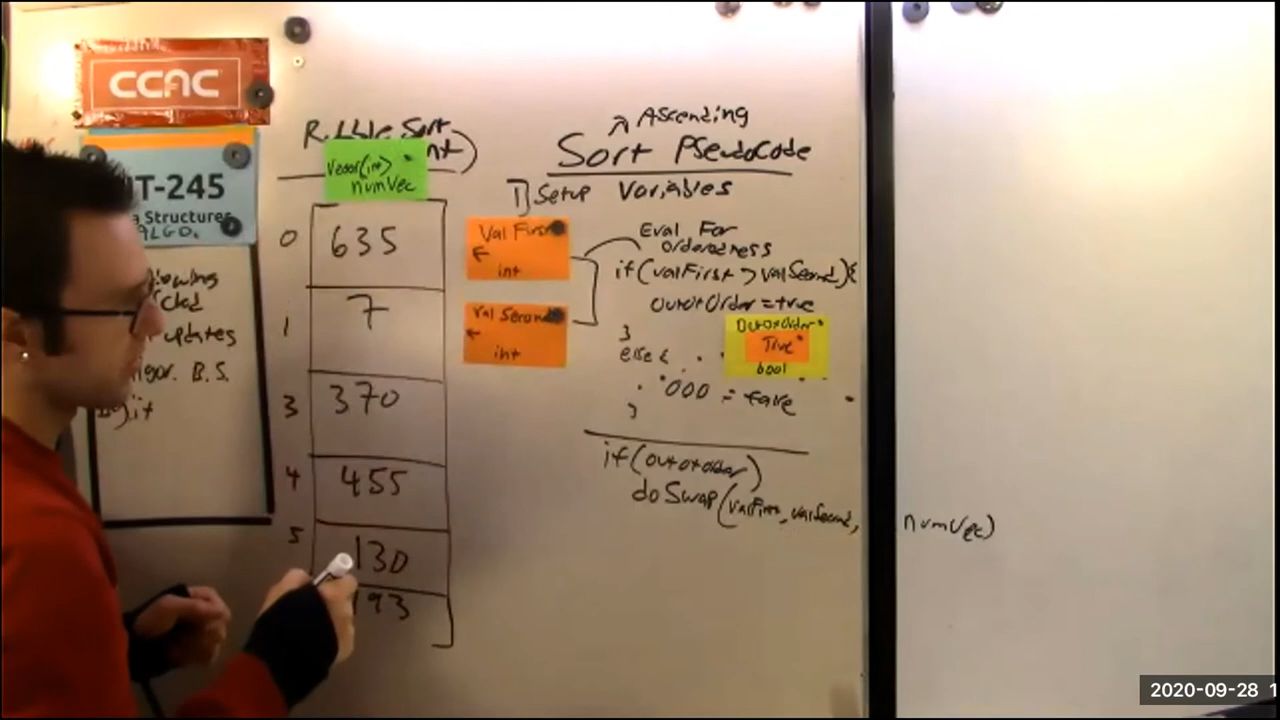 CCAC
T-245
Structures
ALGO.
updates
B.S.
Bubble Sort
int)
Vector(int)
numVec
0 635
1 7
3 370
4 455
5 130
193
Ascending
Sort PseudoCode
1) Setup Variables
Val First
int
Val Second
int
Eval For
orderedness
if(valFirst > valSecond){
outofOrder = true
}
else {
OutofOrder
True
bool
OOO = false
}
if(outoforder)
doSwap(valFirst, valSecond, numVec)
2020-09-28 1